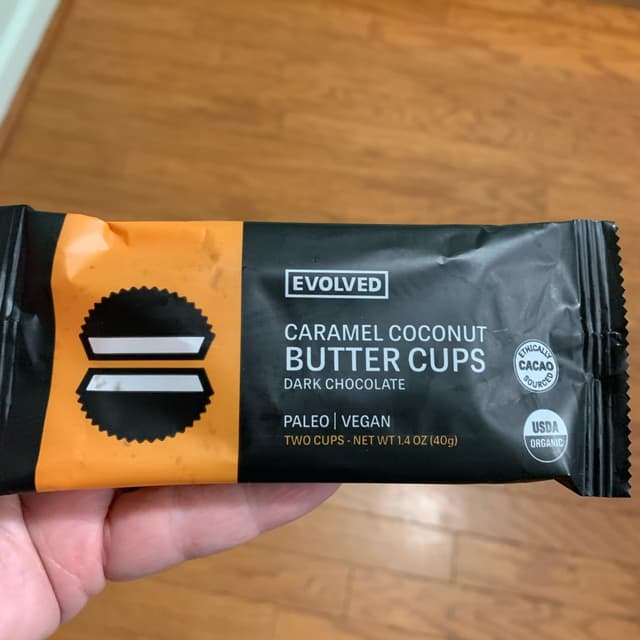 EVOLVED
CARAMEL COCONUT
BUTTER CUPS
DARK CHOCOLATE
PALEO | VEGAN
TWO CUPS - NET WT 1.4 OZ (40g)
ETHICALLY
CACAO
SOURCED
USDA
ORGANIC